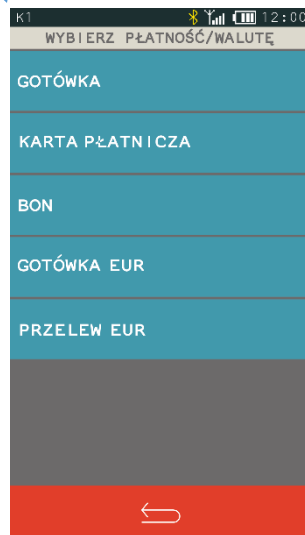 K1 12:00
WYBIERZ PŁATNOŚĆ/WALUTĘ
GOTÓWKA
KARTA PŁATNICZA
BON
GOTÓWKA EUR
PRZELEW EUR